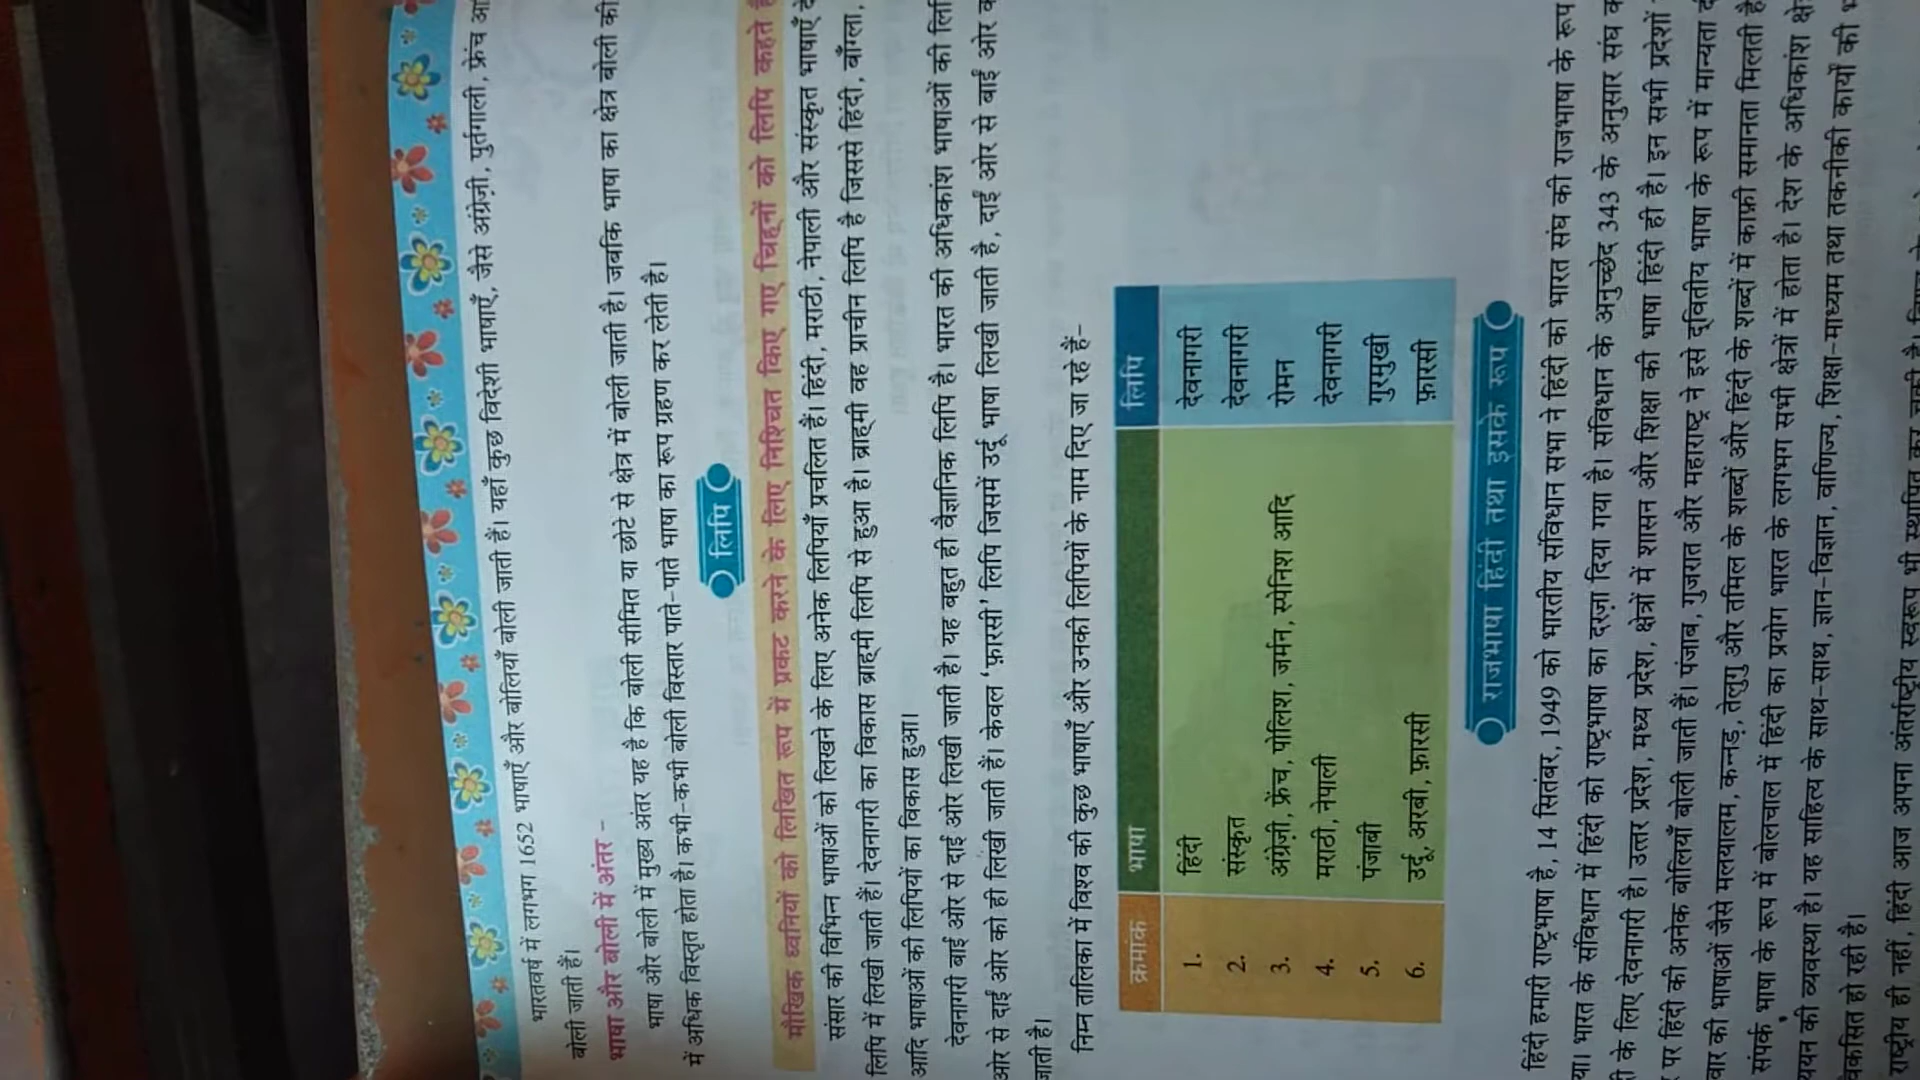 भारतवर्ष में लगभग 1652 भाषाएँ और बोलियाँ बोली जाती हैं। यहाँ कुछ विदेशी भाषाएँ, जैसे अंग्रेज़ी, पुर्तगाली, फ्रेंच
बोली जाती हैं।
भाषा और बोली में अंतर –
भाषा और बोली में मुख्य अंतर यह है कि बोली सीमित या छोटे से क्षेत्र में बोली जाती है। जबकि भाषा का क्षेत्र बोली की
में अधिक विस्तृत होता है। कभी-कभी बोली विस्तार पाते-पाते भाषा का रूप ग्रहण कर लेती है।
लिपि
मौखिक ध्वनियों को लिखित रूप में प्रकट करने के लिए निश्चित किए गए चिह्नों को लिपि कहते
संसार की विभिन्न भाषाओं को लिखने के लिए अनेक लिपियाँ प्रचलित हैं। हिंदी, मराठी, नेपाली और संस्कृत भाषाएँ
लिपि में लिखी जाती हैं। देवनागरी का विकास ब्राह्मी लिपि से हुआ है। ब्राह्मी वह प्राचीन लिपि है जिससे हिंदी, बाँग्ला,
आदि भाषाओं की लिपियों का विकास हुआ।
देवनागरी बाईं ओर से दाईं ओर लिखी जाती है। यह बहुत ही वैज्ञानिक लिपि है। भारत की अधिकांश भाषाओं की
ओर से दाईं ओर को ही लिखी जाती हैं। केवल 'फ़ारसी' लिपि जिसमें उर्दू भाषा लिखी जाती है, दाईं ओर से बाईं ओर
जाती है।
निम्न तालिका में विश्व की कुछ भाषाएँ और उनकी लिपियों के नाम दिए जा रहे हैं–
क्रमांक भाषा लिपि
1. हिंदी देवनागरी
2. संस्कृत देवनागरी
3. अंग्रेज़ी, फ्रेंच, पोलिश, जर्मन, स्पेनिश आदि रोमन
4. मराठी, नेपाली देवनागरी
5. पंजाबी गुरमुखी
6. उर्दू, अरबी, फ़ारसी फ़ारसी
राजभाषा हिंदी तथा इसके रूप
हिंदी हमारी राष्ट्रभाषा है, 14 सितंबर, 1949 को भारतीय संविधान सभा ने हिंदी को भारत संघ की राजभाषा के रूप
या। भारत के संविधान में हिंदी को राष्ट्रभाषा का दरज़ा दिया गया है। संविधान के अनुच्छेद 343 के अनुसार संघ
के लिए देवनागरी है। उत्तर प्रदेश, मध्य प्रदेश, क्षेत्रों में शासन और शिक्षा की भाषा हिंदी ही है। इन सभी प्रदेशों
पर हिंदी की अनेक बोलियाँ बोली जाती हैं। पंजाब, गुजरात और महाराष्ट्र ने इसे द्वितीय भाषा के रूप में मान्यता
वार की भाषाओं जैसे मलयालम, कन्नड़, तेलुगु और तमिल के शब्दों और हिंदी के शब्दों में काफ़ी समानता मिलती
संपर्क भाषा के रूप में बोलचाल में हिंदी का प्रयोग भारत के लगभग सभी क्षेत्रों में होता है। देश के अधिकांश
ययन की व्यवस्था है। यह साहित्य के साथ-साथ, ज्ञान-विज्ञान, वाणिज्य, शिक्षा-माध्यम तथा तकनीकी कार्यों की
वेकसित हो रही है।
राष्ट्रीय ही नहीं, हिंदी आज अपना अंतर्राष्ट्रीय स्वरूप भी स्थापित कर चुकी है।